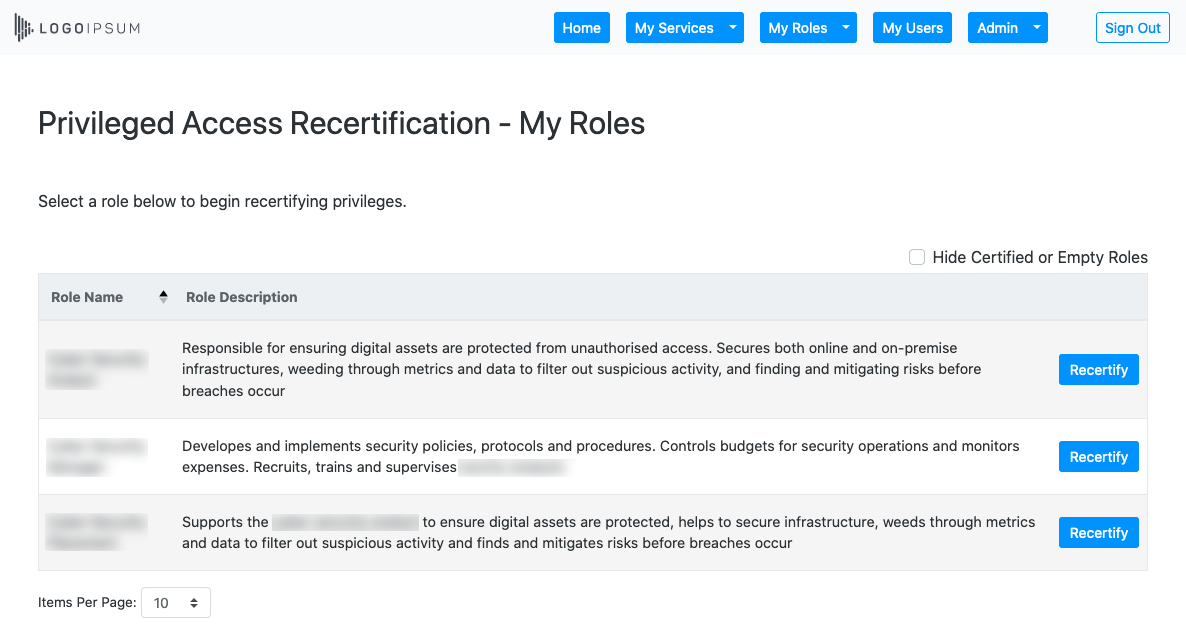 LOGOIPSUM
Home
My Services
My Roles
My Users
Admin
Sign Out
Privileged Access Recertification - My Roles
Select a role below to begin recertifying privileges.
Hide Certified or Empty Roles
Role Name
Role Description
Responsible for ensuring digital assets are protected from unauthorised access. Secures both online and on-premise
infrastructures, weeding through metrics and data to filter out suspicious activity, and finding and mitigating risks before
breaches occur
Recertify
Developes and implements security policies, protocols and procedures. Controls budgets for security operations and monitors
expenses. Recruits, trains and supervises
Recertify
Supports the to ensure digital assets are protected, helps to secure infrastructure, weeds through metrics
and data to filter out suspicious activity and finds and mitigates risks before breaches occur
Recertify
Items Per Page: 10